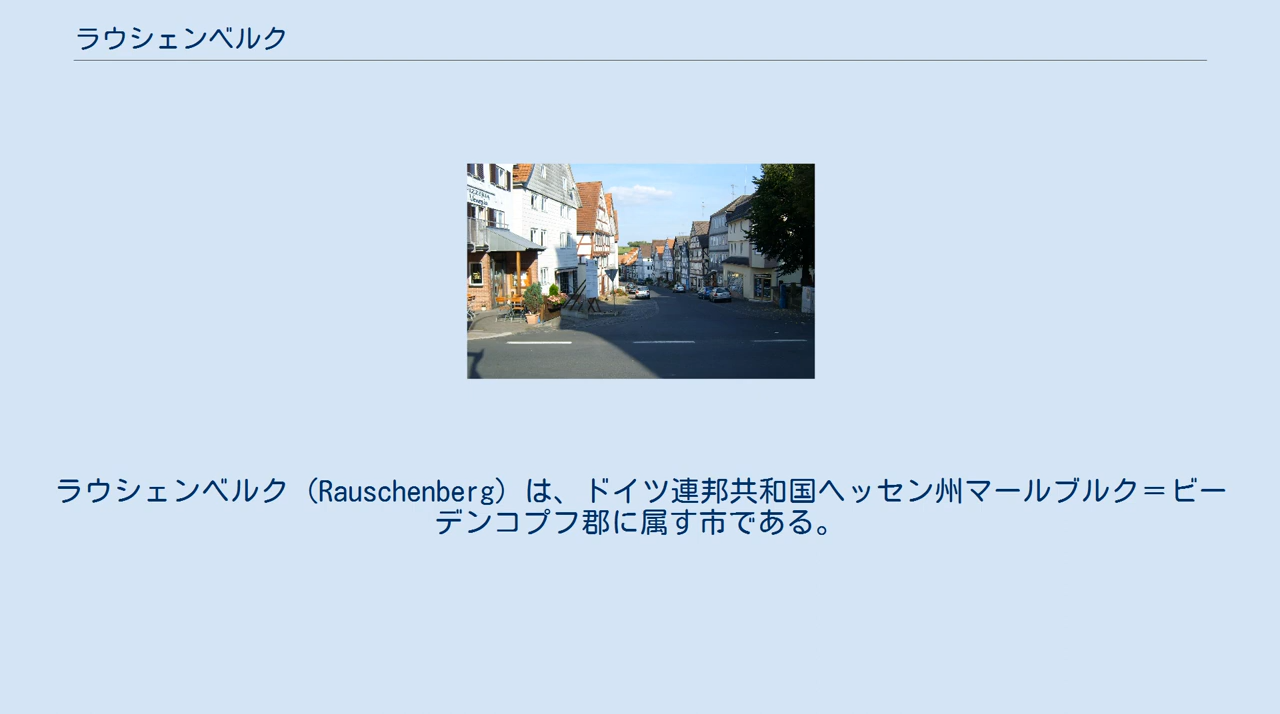 ラウシェンベルク
PIZZERIA
Venezia
ラウシェンベルク（Rauschenberg）は、ドイツ連邦共和国ヘッセン州マールブルク＝ビー
デンコプフ郡に属す市である。